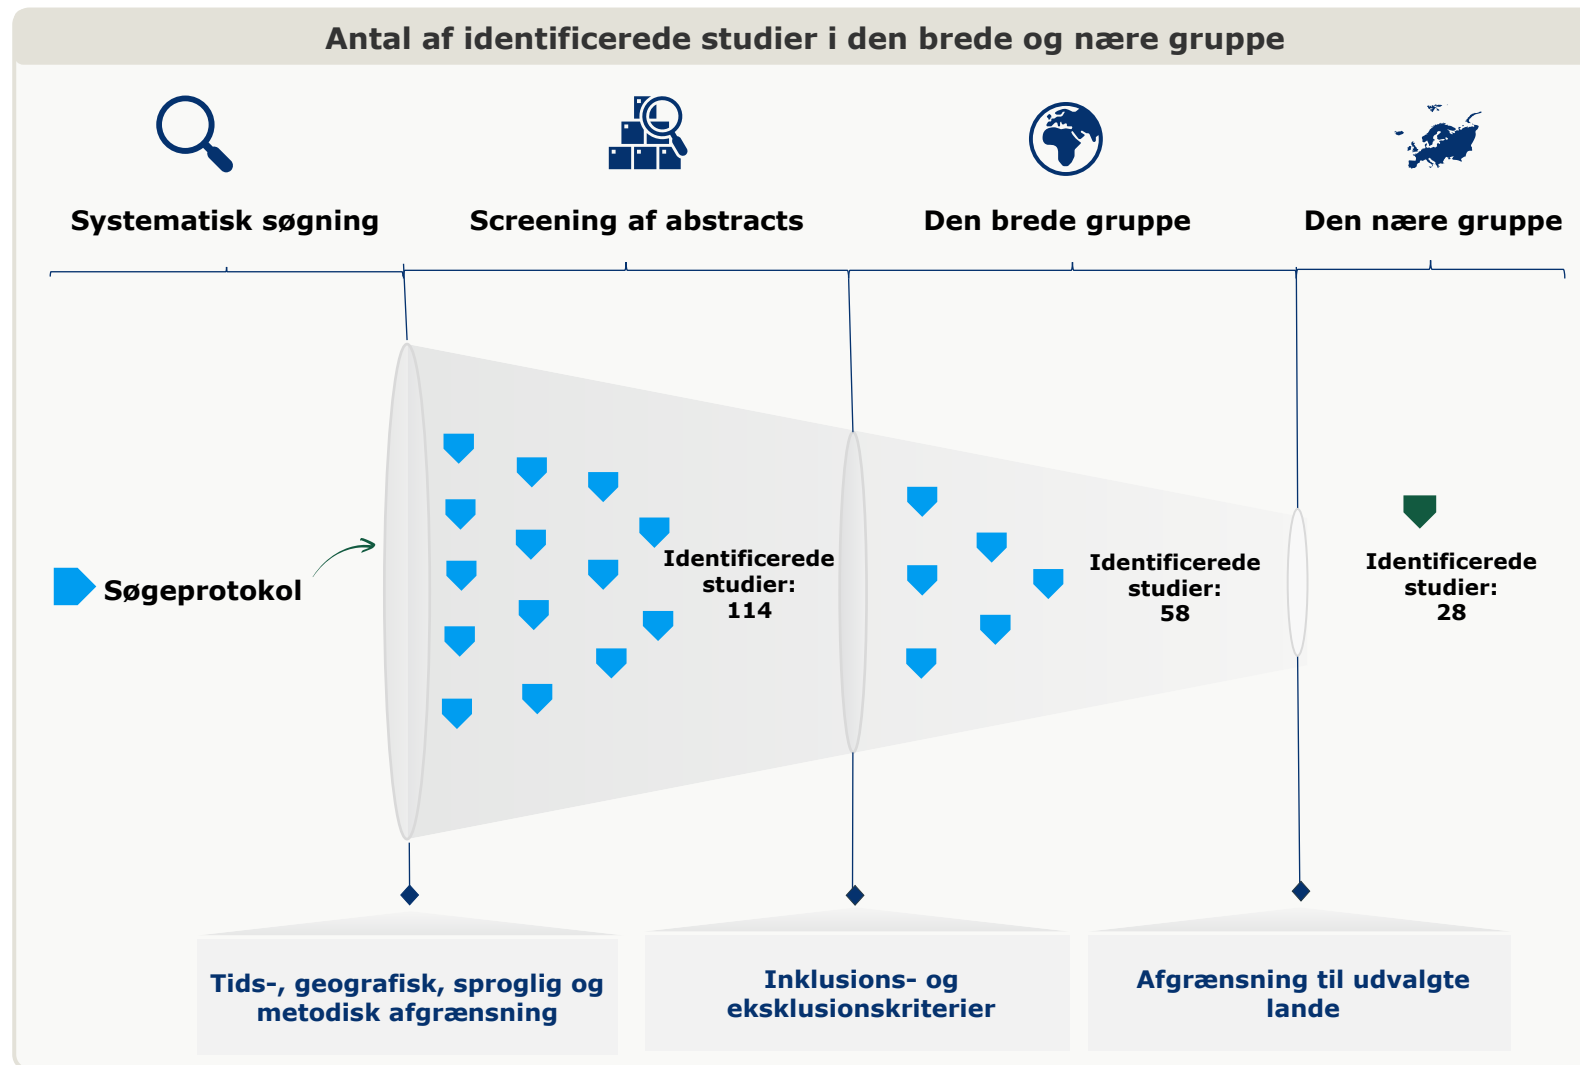 Antal af identificerede studier i den brede og nære gruppe
Systematisk søgning
Screening af abstracts
Den brede gruppe
Den nære gruppe
Søgeprotokol
Identificerede
studier:
114
Identificerede
studier:
58
Identificerede
studier:
28
Tids-, geografisk, sproglig og
metodisk afgrænsning
Inklusions- og
eksklusionskriterier
Afgrænsning til udvalgte
lande